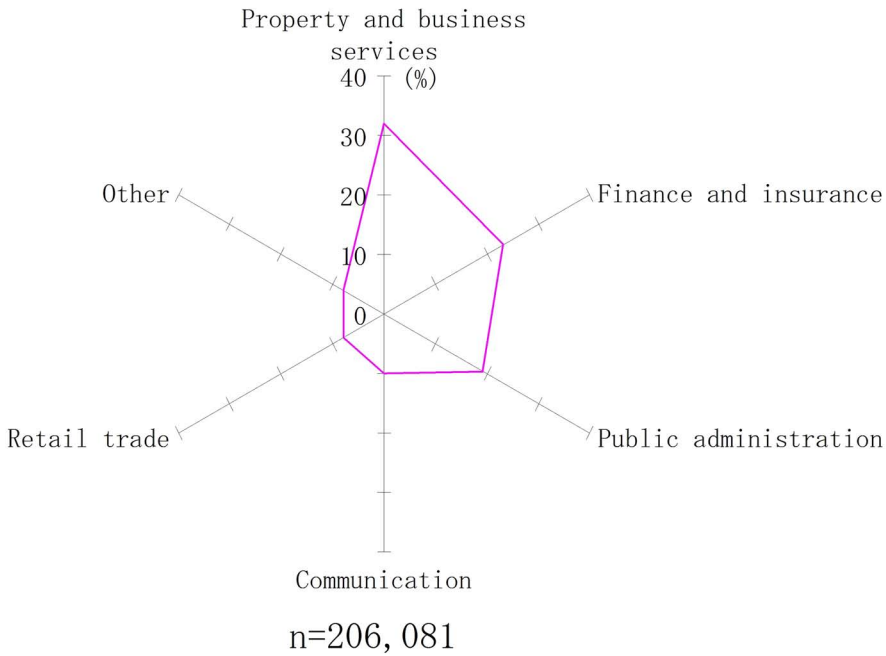 Property and business
services
40 (%)
30
Other
20
Finance and insurance
10
0
Retail trade
Public administration
Communication
n=206,081